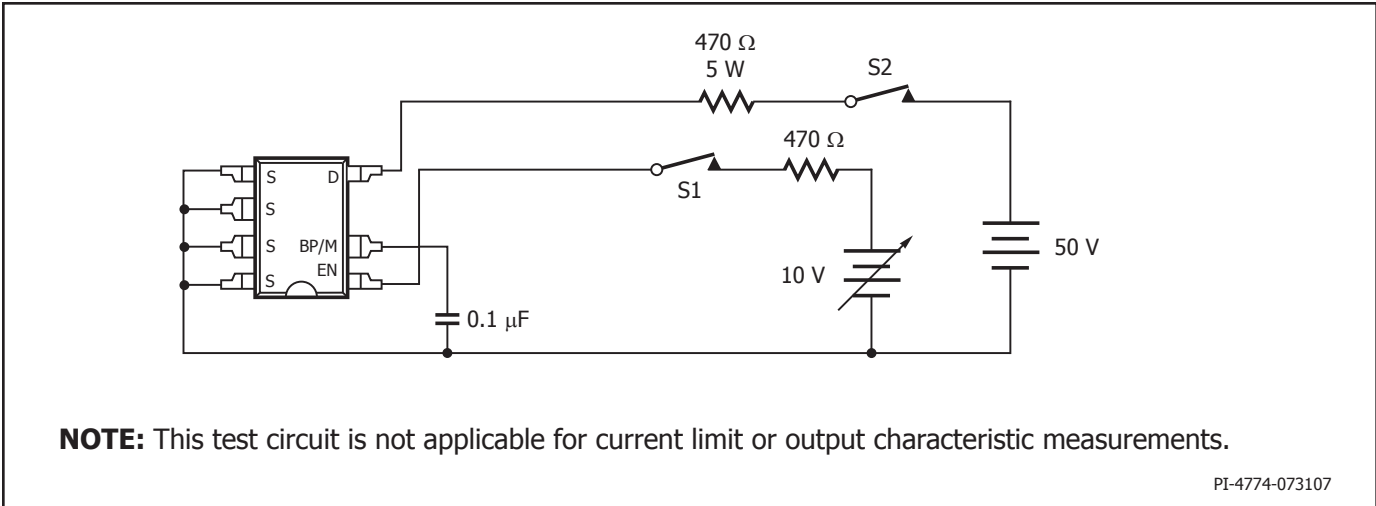 470 Ω
5 W
S2
470 Ω
S1
S D
S
S BP/M
EN
S
10 V
50 V
0.1 μF
NOTE: This test circuit is not applicable for current limit or output characteristic measurements.
PI-4774-073107